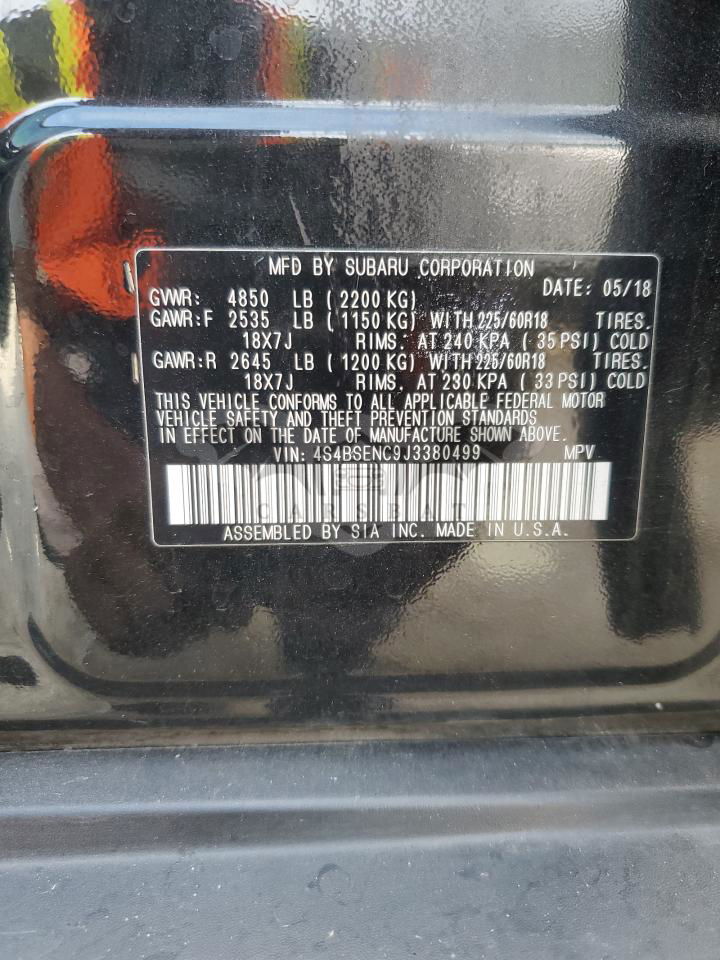 MFD BY SUBARU CORPORATION
DATE: 05/18
GVWR: 4850 LB ( 2200 KG)
GAWR:F 2535 LB ( 1150 KG) WITH 225/60R18 TIRES.
18X7J RIMS. AT 240 KPA ( 35 PSI) COLD
GAWR:R 2645 LB ( 1200 KG) WITH 225/60R18 TIRES.
18X7J RIMS. AT 230 KPA ( 33 PSI) COLD
THIS VEHICLE CONFORMS TO ALL APPLICABLE FEDERAL MOTOR
VEHICLE SAFETY AND THEFT PREVENTION STANDARDS
IN EFFECT ON THE DATE OF MANUFACTURE SHOWN ABOVE.
VIN: 4S4BSENC9J3380499 MPV
CARSBAT
ASSEMBLED BY SIA INC. MADE IN U.S.A.